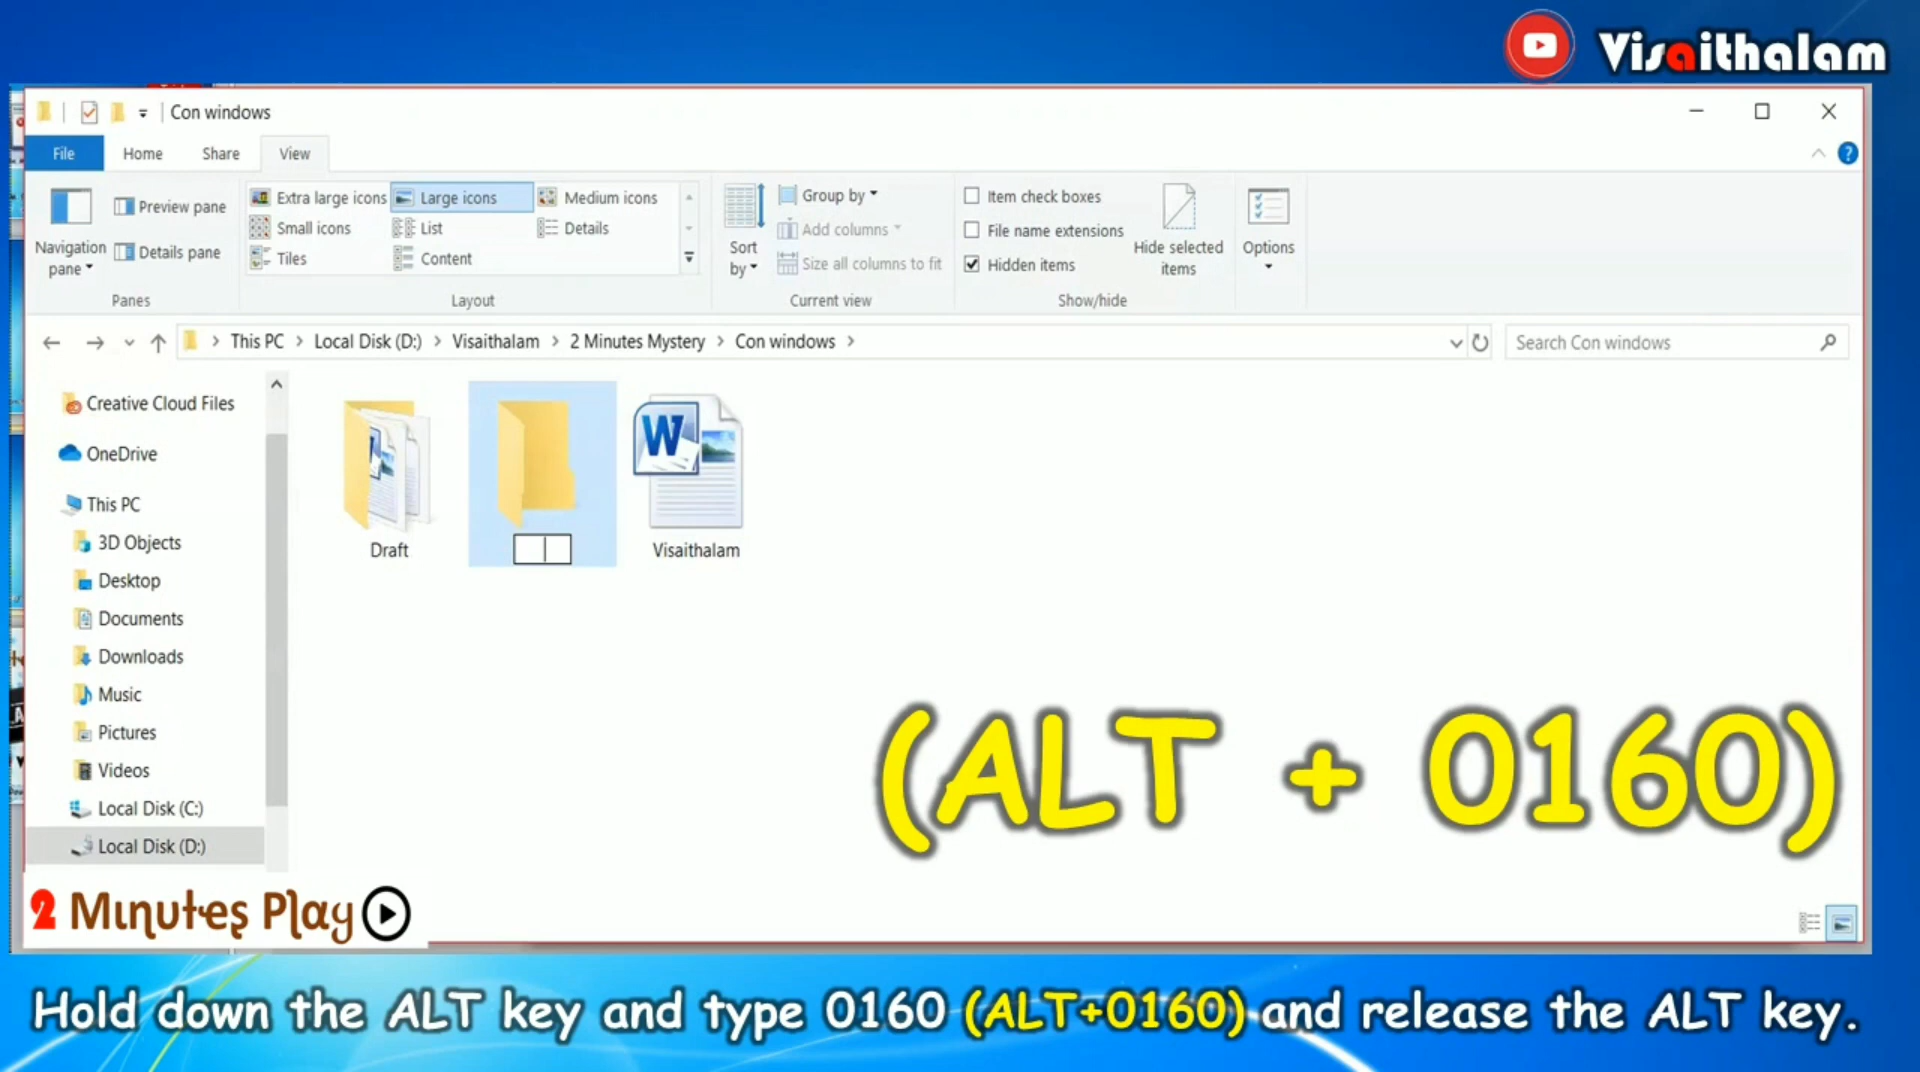 Visaithalam
Con windows
File Home Share View
Navigation pane
Preview pane
Details pane
Panes
Extra large icons Large icons Medium icons
Small icons List Details
Tiles Content
Layout
Sort by
Group by
Add columns
Size all columns to fit
Current view
Item check boxes
File name extensions
Hidden items
Hide selected items
Show/hide
Options
This PC > Local Disk (D:) > Visaithalam > 2 Minutes Mystery > Con windows >
Search Con windows
Creative Cloud Files
OneDrive
This PC
3D Objects
Desktop
Documents
Downloads
Music
Pictures
Videos
Local Disk (C:)
Local Disk (D:)
Draft
Visaithalam
(ALT + 0160)
2 Minutes Play
Hold down the ALT key and type 0160 (ALT+0160) and release the ALT key.